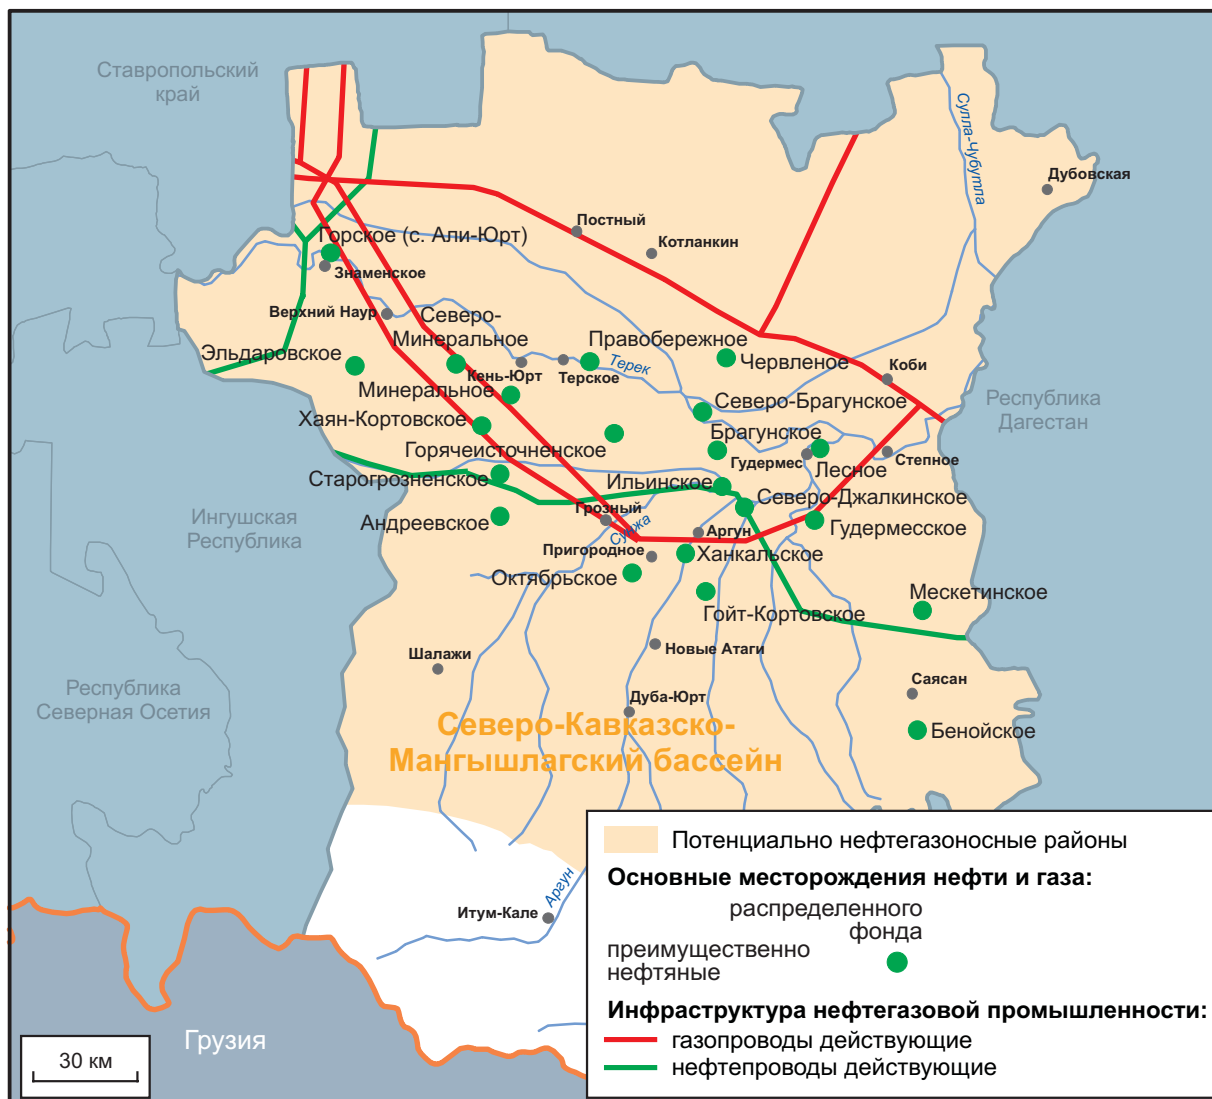 Ставропольский
край
Сулла-Чубутла
Дубовская
Постный
Котланкин
Горское (с. Али-Юрт)
Знаменское
Верхний Наур
Северо-
Минеральное
Правобережное
Эльдаровское
Терек
Червленое
Коби
Кень-Юрт
Терское
Минеральное
Северо-Брагунское
Республика
Дагестан
Хаян-Кортовское
Брагунское
Горячеисточненское
Гудермес
Лесное
Степное
Старогрозненское
Ильинское
Северо-Джалкинское
Ингушская
Республика
Андреевское
Грозный
Сунжа
Аргун
Гудермесское
Пригородное
Ханкальское
Октябрьское
Гойт-Кортовское
Мескетинское
Шалажи
Новые Атаги
Республика
Северная Осетия
Саясан
Дуба-Юрт
Северо-Кавказско-
Мангышлагский бассейн
Бенойское
Аргун
Итум-Кале
Грузия
30 км
Потенциально нефтегазоносные районы
Основные месторождения нефти и газа:
распределенного
фонда
преимущественно
нефтяные
Инфраструктура нефтегазовой промышленности:
газопроводы действующие
нефтепроводы действующие